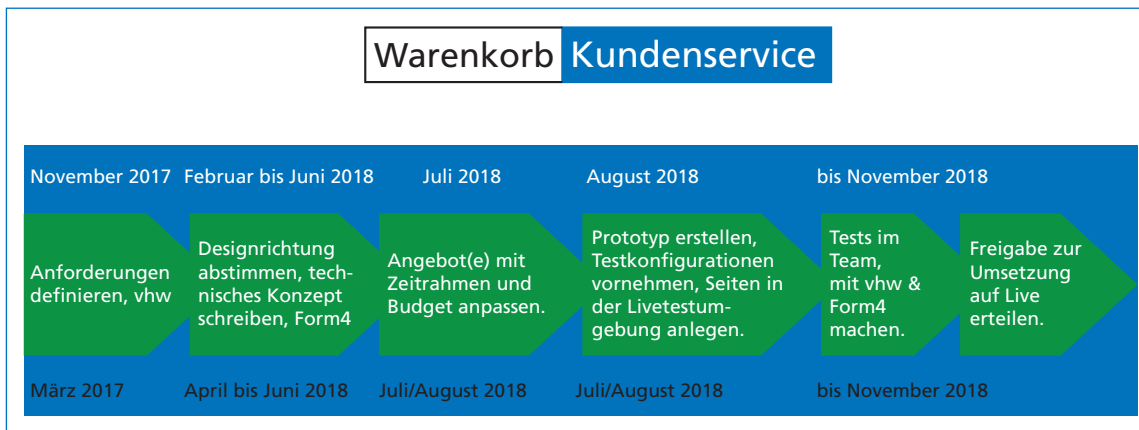 Warenkorb Kundenservice
November 2017 Februar bis Juni 2018 Juli 2018 August 2018 bis November 2018
Anforderungen
definieren, vhw
Designrichtung
abstimmen, tech-
nisches Konzept
schreiben, Form4
Angebot(e) mit
Zeitrahmen und
Budget anpassen.
Prototyp erstellen,
Testkonfigurationen
vornehmen, Seiten in
der Livetestum-
gebung anlegen.
Tests im
Team,
mit vhw &
Form4
machen.
Freigabe zur
Umsetzung
auf Live
erteilen.
März 2017 April bis Juni 2018 Juli/August 2018 Juli/August 2018 bis November 2018